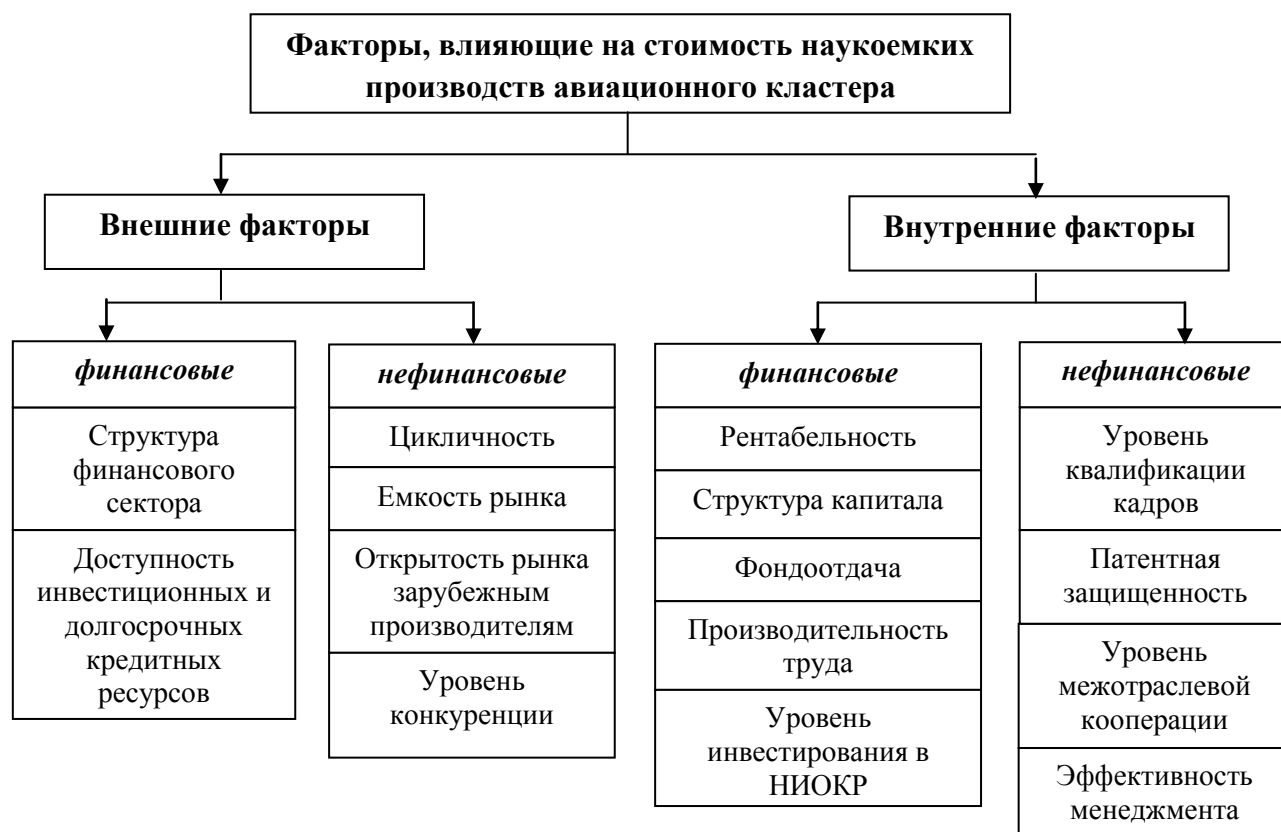 Факторы, влияющие на стоимость наукоемких
производств авиационного кластера
Внешние факторы
Внутренние факторы
финансовые
Структура
финансового
сектора
Доступность
инвестиционных и
долгосрочных
кредитных
ресурсов
нефинансовые
Цикличность
Емкость рынка
Открытость рынка
зарубежным
производителям
Уровень
конкуренции
финансовые
Рентабельность
Структура капитала
Фондоотдача
Производительность
труда
Уровень
инвестирования в
НИОКР
нефинансовые
Уровень
квалификации
кадров
Патентная
защищенность
Уровень
межотраслевой
кооперации
Эффективность
менеджмента